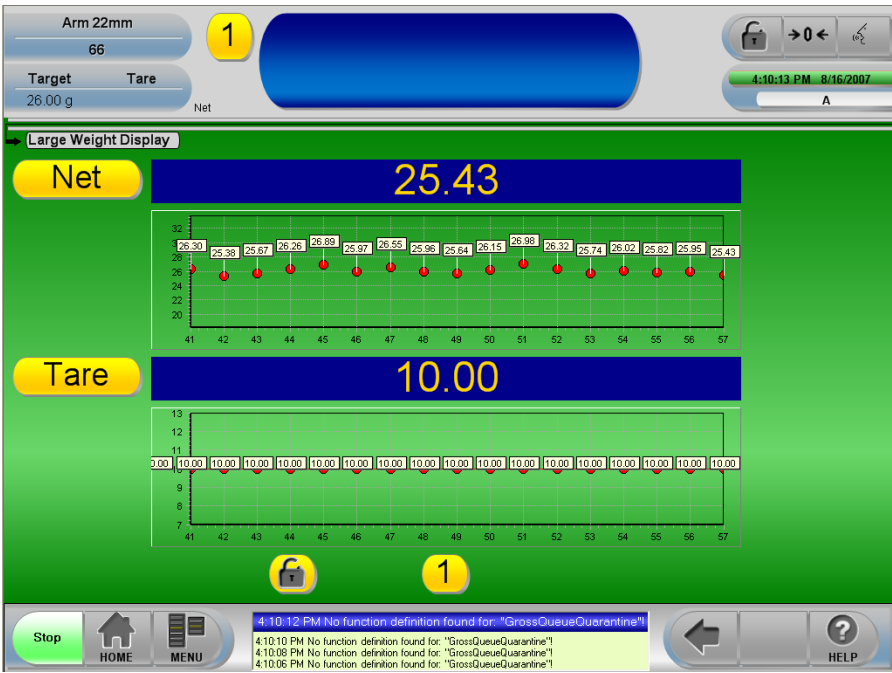 Arm 22mm
66
1
→0←
Target Tare
26.00 g
Net
4:10:13 PM 8/16/2007
A
Large Weight Display
Net
25.43
32
28
26
24
22
20
26.30 25.38 25.67 26.26 26.89 25.97 26.55 25.96 25.64 26.15 26.98 26.32 25.74 26.02 25.82 25.95 25.43
41 42 43 44 45 46 47 48 49 50 51 52 53 54 55 56 57
Tare
10.00
13
12
11
10.00 10.00 10.00 10.00 10.00 10.00 10.00 10.00 10.00 10.00 10.00 10.00 10.00 10.00 10.00 10.00 10.00
9
8
7
41 42 43 44 45 46 47 48 49 50 51 52 53 54 55 56 57
1
Stop
HOME
MENU
4:10:12 PM No function definition found for: "GrossQueueQuarantine"!
4:10:10 PM No function definition found for: "GrossQueueQuarantine"!
4:10:08 PM No function definition found for: "GrossQueueQuarantine"!
4:10:06 PM No function definition found for: "GrossQueueQuarantine"!
HELP